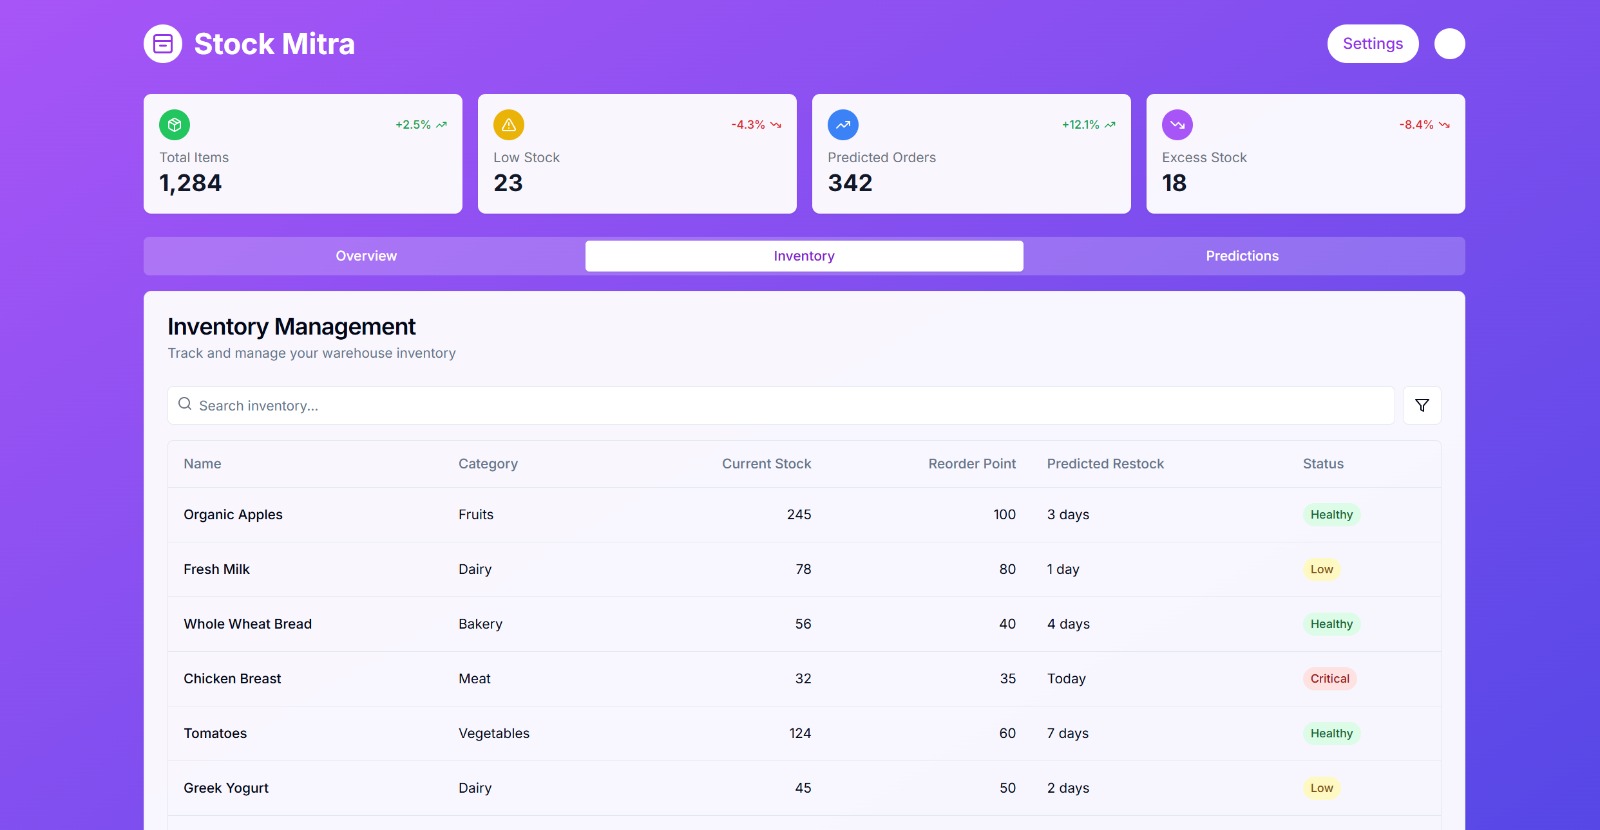 Stock Mitra
Settings
+2.5%
Total Items
1,284
-4.3%
Low Stock
23
+12.1%
Predicted Orders
342
-8.4%
Excess Stock
18
Overview Inventory Predictions
Inventory Management
Track and manage your warehouse inventory
Search inventory...
Name Category Current Stock Reorder Point Predicted Restock Status
Organic Apples Fruits 245 100 3 days Healthy
Fresh Milk Dairy 78 80 1 day Low
Whole Wheat Bread Bakery 56 40 4 days Healthy
Chicken Breast Meat 32 35 Today Critical
Tomatoes Vegetables 124 60 7 days Healthy
Greek Yogurt Dairy 45 50 2 days Low